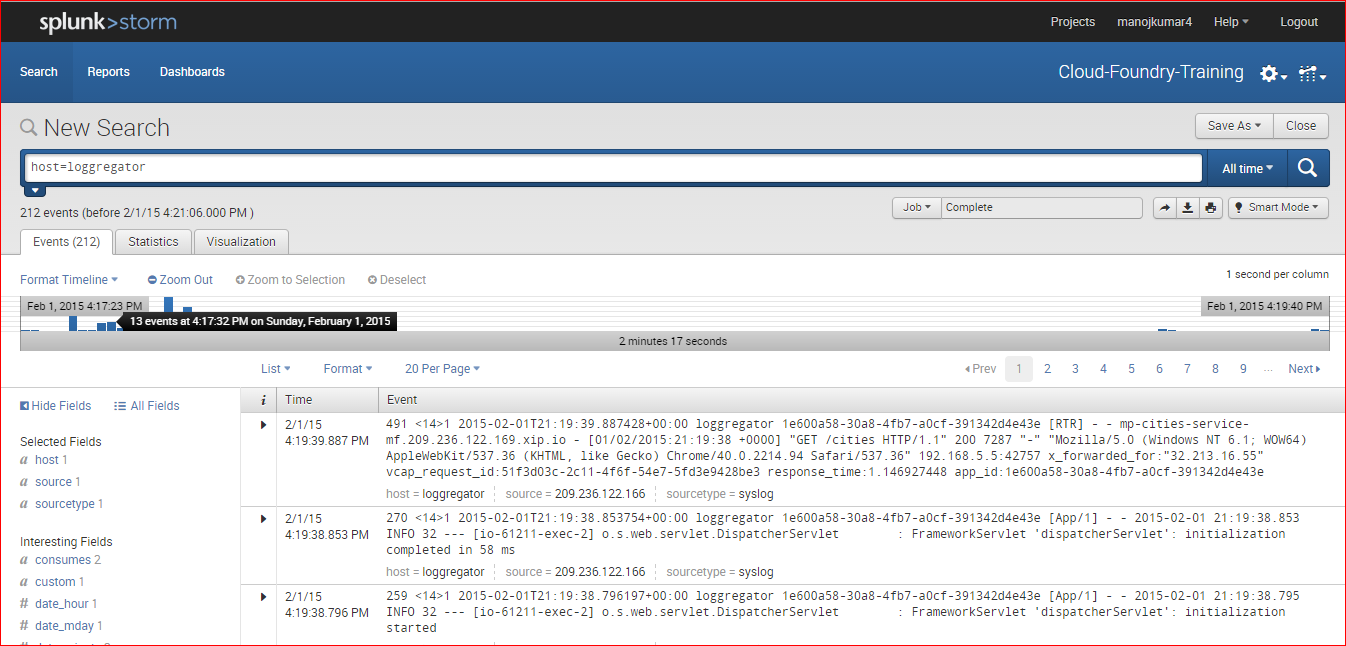 splunk>storm
Projects manojkumar4 Help Logout
Search Reports Dashboards
Cloud-Foundry-Training
New Search
Save As Close
host=loggregator
All time
212 events (before 2/1/15 4:21:06.000 PM )
Job Complete
Smart Mode
Events (212) Statistics Visualization
Format Timeline Zoom Out Zoom to Selection Deselect
1 second per column
Feb 1, 2015 4:17:23 PM
Feb 1, 2015 4:19:40 PM
13 events at 4:17:32 PM on Sunday, February 1, 2015
2 minutes 17 seconds
List Format 20 Per Page
Prev 1 2 3 4 5 6 7 8 9 ... Next
Hide Fields All Fields
Selected Fields
a host 1
a source 1
a sourcetype 1
Interesting Fields
a consumes 2
a custom 1
# date_hour 1
# date_mday 1
i Time Event
2/1/15
4:19:39.887 PM
491 <14>1 2015-02-01T21:19:39.887428+00:00 loggregator 1e600a58-30a8-4fb7-a0cf-391342d4e43e [RTR] - - mp-cities-service-
mf.209.236.122.169.xip.io - [01/02/2015:21:19:38 +0000] "GET /cities HTTP/1.1" 200 7287 "-" "Mozilla/5.0 (Windows NT 6.1; WOW64)
AppleWebKit/537.36 (KHTML, like Gecko) Chrome/40.0.2214.94 Safari/537.36" 192.168.5.5:42757 x_forwarded_for:"32.213.16.55"
vcap_request_id:51f3d03c-2c11-4f6f-54e7-5fd3e9428be3 response_time:1.146927448 app_id:1e600a58-30a8-4fb7-a0cf-391342d4e43e
host = loggregator source = 209.236.122.166 sourcetype = syslog
2/1/15
4:19:38.853 PM
270 <14>1 2015-02-01T21:19:38.853754+00:00 loggregator 1e600a58-30a8-4fb7-a0cf-391342d4e43e [App/1] - - 2015-02-01 21:19:38.853
INFO 32 --- [io-61211-exec-2] o.s.web.servlet.DispatcherServlet : FrameworkServlet 'dispatcherServlet': initialization
completed in 58 ms
host = loggregator source = 209.236.122.166 sourcetype = syslog
2/1/15
4:19:38.796 PM
259 <14>1 2015-02-01T21:19:38.796197+00:00 loggregator 1e600a58-30a8-4fb7-a0cf-391342d4e43e [App/1] - - 2015-02-01 21:19:38.795
INFO 32 --- [io-61211-exec-2] o.s.web.servlet.DispatcherServlet : FrameworkServlet 'dispatcherServlet': initialization
started